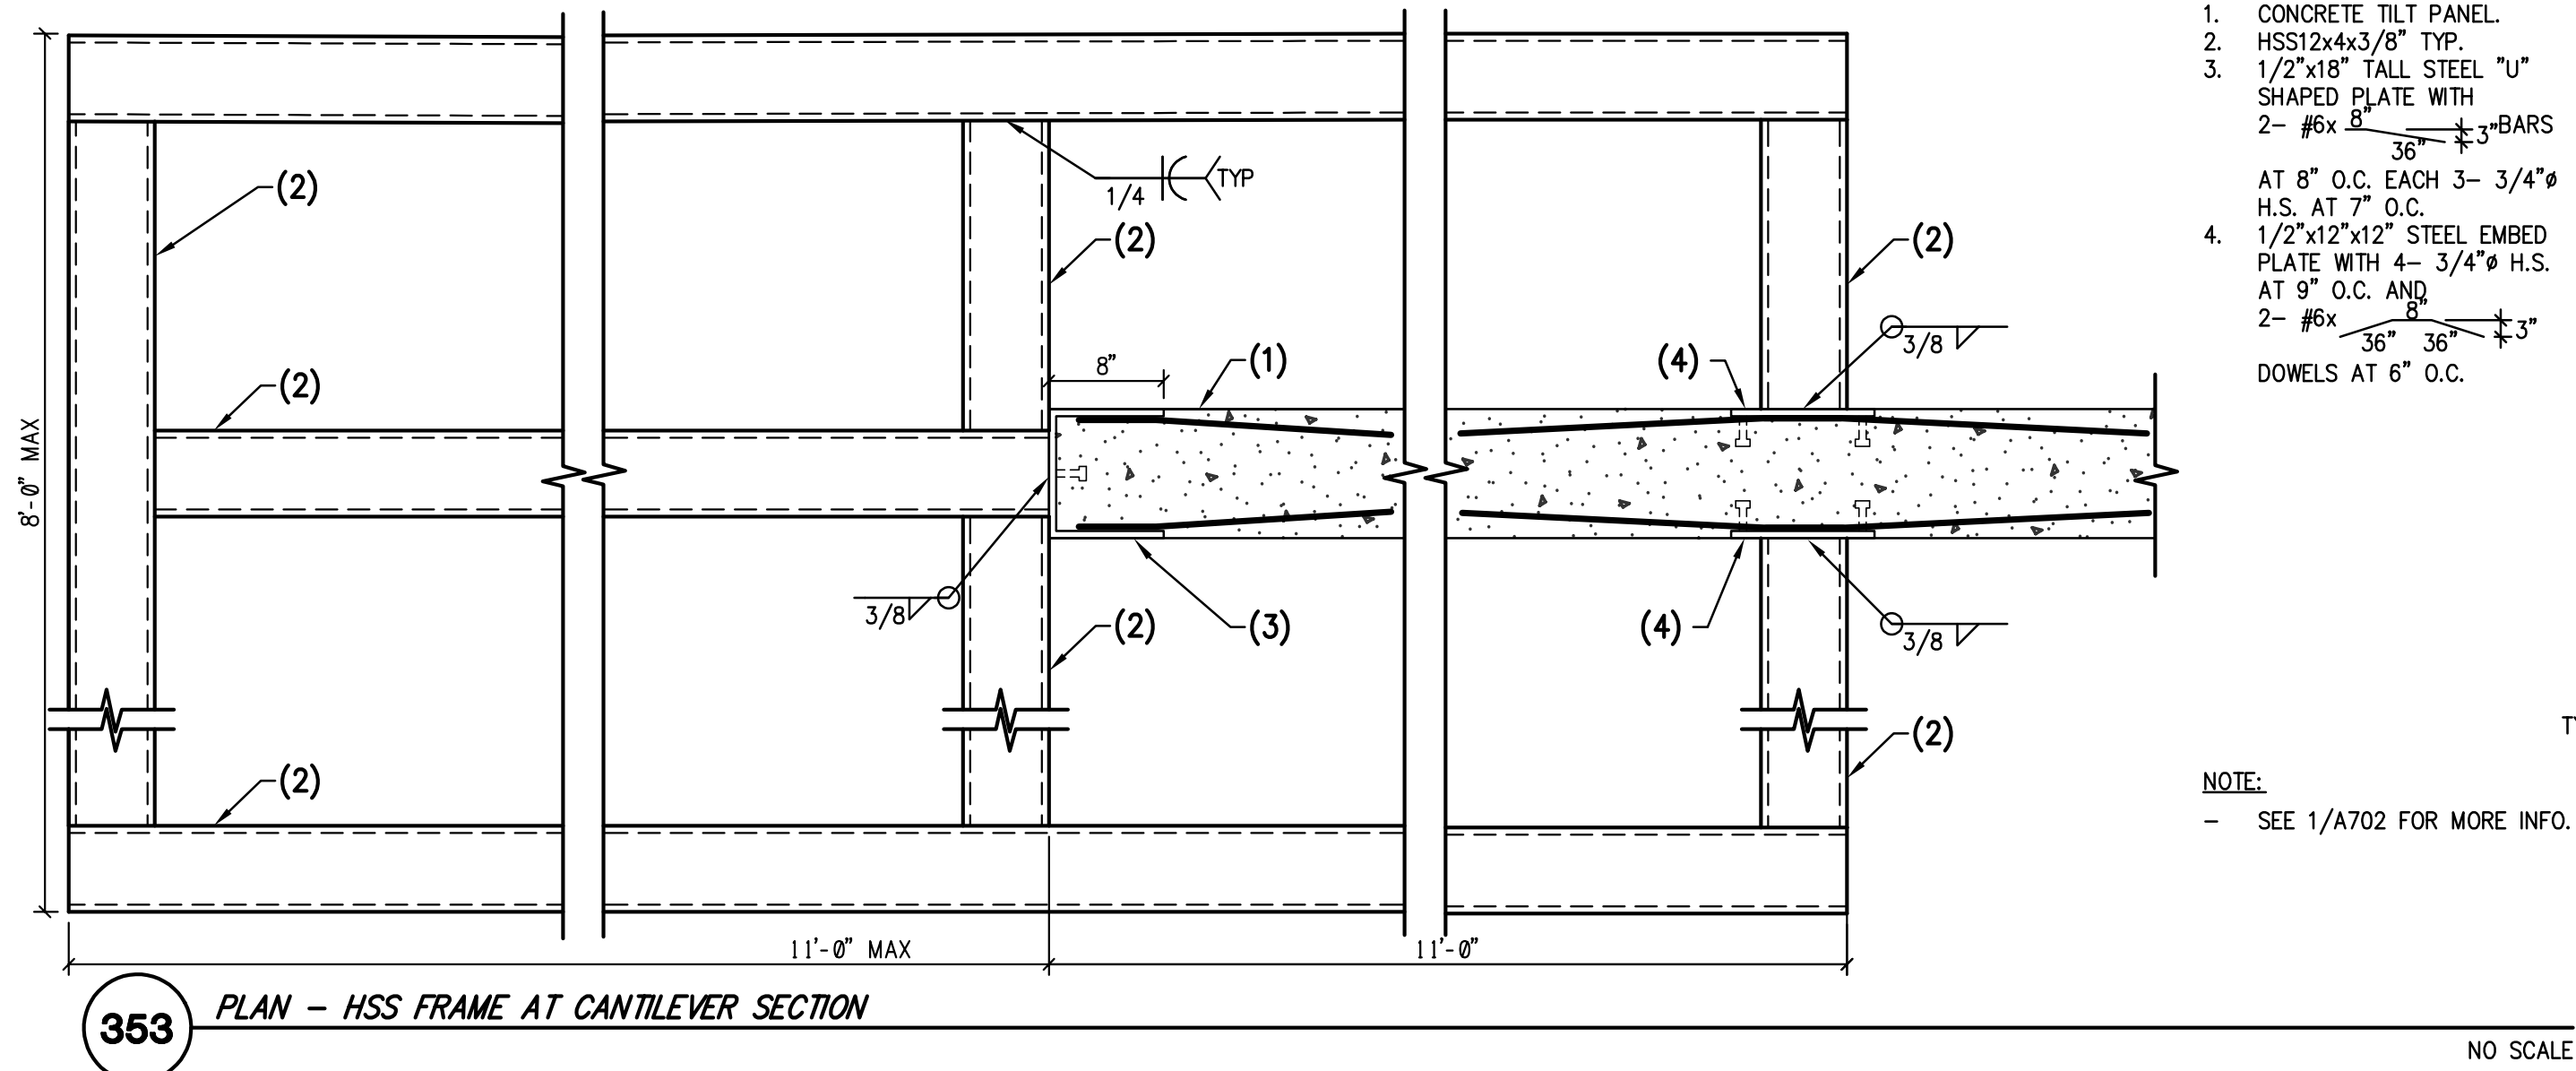 1. CONCRETE TILT PANEL.
2. HSS12x4x3/8" TYP.
3. 1/2"x18" TALL STEEL "U"
SHAPED PLATE WITH
2- #6x 8" 3" BARS
36"
AT 8" O.C. EACH 3- 3/4"ø
H.S. AT 7" O.C.
4. 1/2"x12"x12" STEEL EMBED
PLATE WITH 4- 3/4"ø H.S.
AT 9" O.C. AND
2- #6x 8" 3"
36" 36"
DOWELS AT 6" O.C.
(2)
1/4 TYP
(2)
(2)
3/8
8"
(1)
(4)
(2)
8'-0" MAX
3/8
(2)
(3)
(4)
3/8
(2)
(2)
NOTE:
- SEE 1/A702 FOR MORE INFO.
11'-0" MAX
11'-0"
353
PLAN - HSS FRAME AT CANTILEVER SECTION
NO SCALE